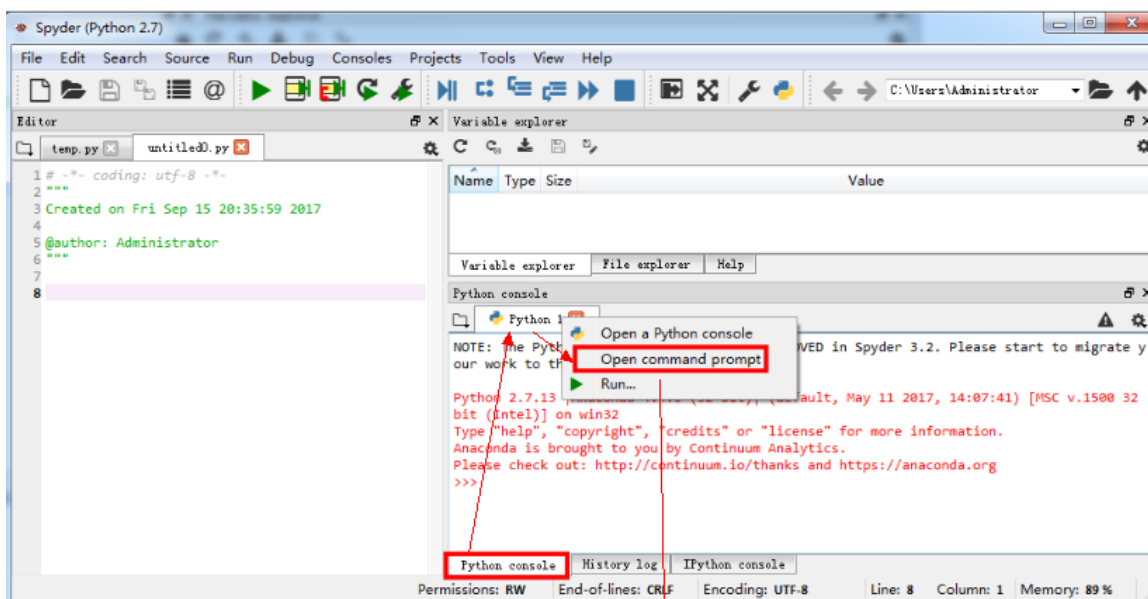 Spyder (Python 2.7)
File Edit Search Source Run Debug Consoles Projects Tools View Help
C:\Users\Administrator
Editor
temp.py
untitled0.py
1 # -*- coding: utf-8 -*-
2 """
3 Created on Fri Sep 15 20:35:59 2017
4
5 @author: Administrator
6 """
7
8
Variable explorer
Name Type Size Value
Variable explorer File explorer Help
Python console
Python 1
Open a Python console
Open command prompt
Run...
NOTE: The Pyth VED in Spyder 3.2. Please start to migrate y
our work to th
Python 2.7.13 (default, May 11 2017, 14:07:41) [MSC v.1500 32
bit (Intel)] on win32
Type "help", "copyright", "credits" or "license" for more information.
Anaconda is brought to you by Continuum Analytics.
Please check out: http://continuum.io/thanks and https://anaconda.org
>>>
Python console History log IPython console
Permissions: RW End-of-lines: CRLF Encoding: UTF-8 Line: 8 Column: 1 Memory: 89 %